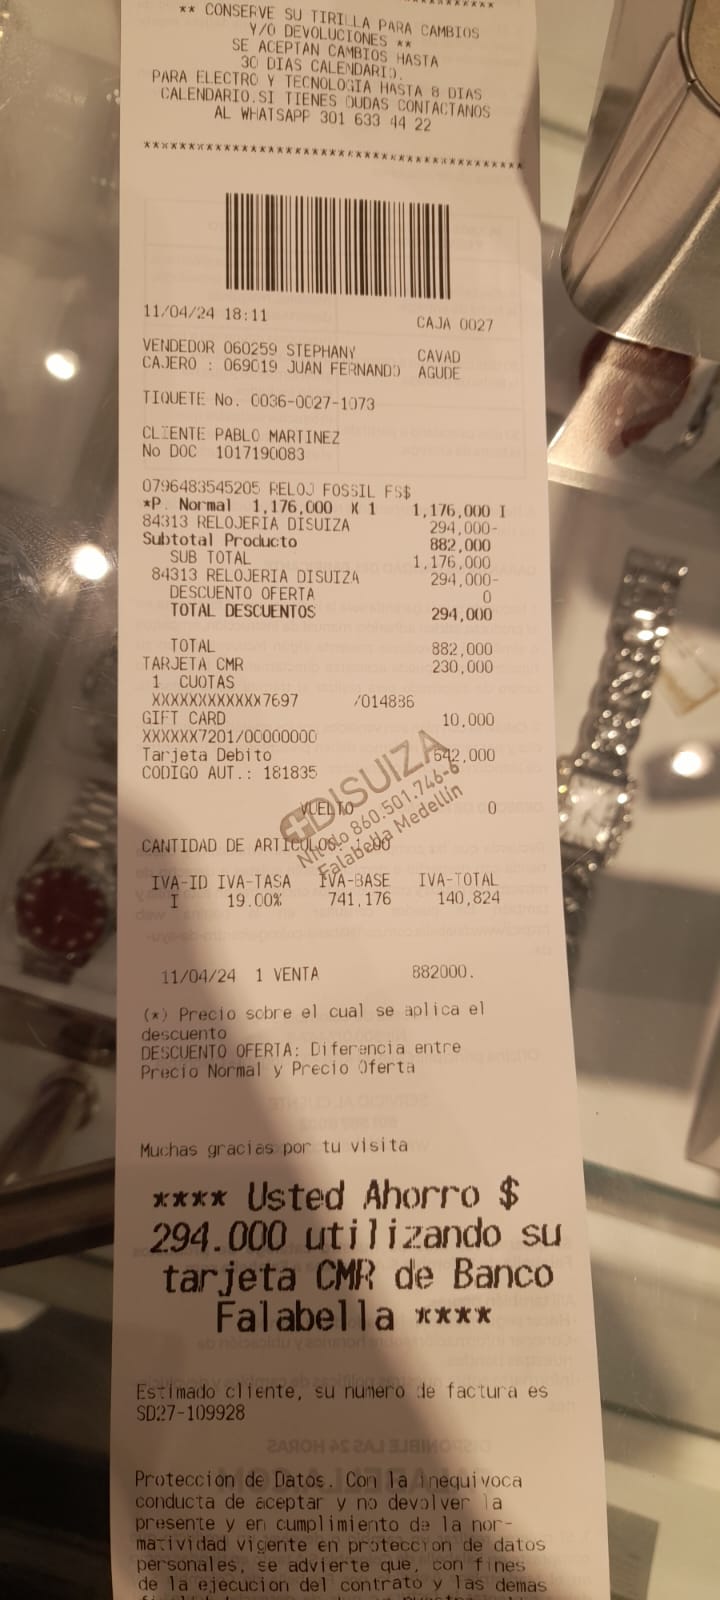 ** CONSERVE SU TIRILLA PARA CAMBIOS
Y/O DEVOLUCIONES **
SE ACEPTAN CAMBIOS HASTA
30 DIAS CALENDARIO.
PARA ELECTRO Y TECNOLOGIA HASTA 8 DIAS
CALENDARIO.SI TIENES DUDAS CONTACTANOS
AL WHATSAPP 301 633 44 22
11/04/24 18:11 CAJA 0027
VENDEDOR 060259 STEPHANY CAVAD
CAJERO : 069019 JUAN FERNANDO AGUDE
TIQUETE No. 0036-0027-1073
CLIENTE PABLO MARTINEZ
No DOC 1017190083
0796483545205 RELOJ FOSSIL FS$
*P. Normal 1,176,000 X 1 1,176,000 I
84313 RELOJERIA DISUIZA 294,000-
Subtotal Producto 882,000
SUB TOTAL 1,176,000
84313 RELOJERIA DISUIZA 294,000-
DESCUENTO OFERTA 0
TOTAL DESCUENTOS 294,000
TOTAL 882,000
TARJETA CMR 230,000
1 CUOTAS
XXXXXXXXXXXX7697 /014836
GIFT CARD 10,000
XXXXXX7201/00000000
Tarjeta Debito 642,000
CODIGO AUT.: 181835
DISUIZA
Nit 860.501.746-6
Falabella Medellín
VUELTO 0
CANTIDAD DE ARTICULOS: 1.00
IVA-ID IVA-TASA IVA-BASE IVA-TOTAL
I 19.00% 741,176 140,824
11/04/24 1 VENTA 882000.
(*) Precio sobre el cual se aplica el
descuento
DESCUENTO OFERTA: Diferencia entre
Precio Normal y Precio Oferta
Muchas gracias por tu visita
**** Usted Ahorro $
294.000 utilizando su
tarjeta CMR de Banco
Falabella ****
Estimado cliente, su numero de factura es
SD27-109928
Proteccion de Datos. Con la inequivoca
conducta de aceptar y no devolver la
presente y en cumplimiento de la nor-
matividad vigente en proteccion de datos
personales, se advierte que, con fines
de la ejecucion del contrato y las demas